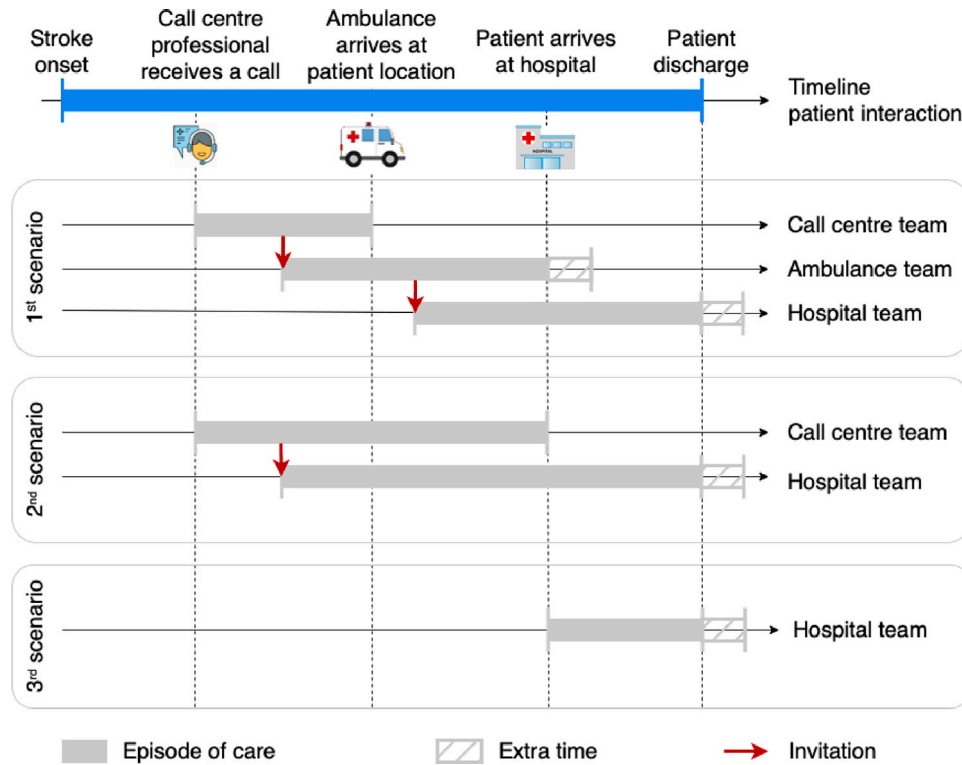 Stroke
onset
Call centre
professional
receives a call
Ambulance
arrives at
patient location
Patient arrives
at hospital
Patient
discharge
Timeline
patient interaction
HOSPITAL
1st scenario
Call centre team
Ambulance team
Hospital team
2nd scenario
Call centre team
Hospital team
3rd scenario
Hospital team
Episode of care
Extra time
Invitation